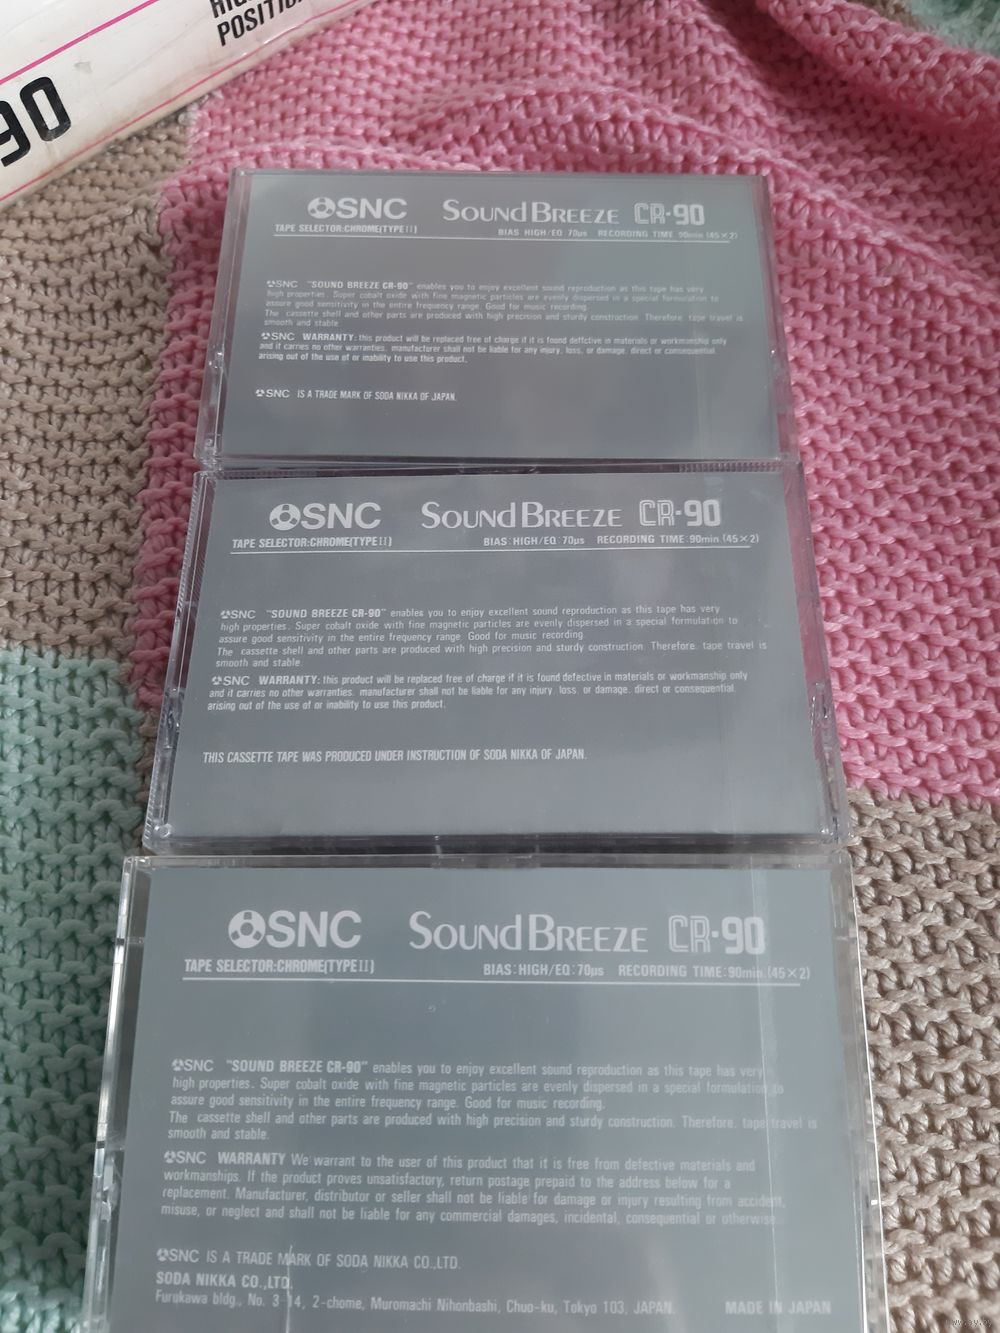 90
HIGH
POSITION
SNC SOUND BREEZE CR-90
TAPE SELECTOR:CHROME(TYPE II) BIAS HIGH/EQ 70µs RECORDING TIME 90min (45×2)
SNC "SOUND BREEZE CR-90" enables you to enjoy excellent sound reproduction as this tape has very
high properties. Super cobalt oxide with fine magnetic particles are evenly dispersed in a special formulation to
assure good sensitivity in the entire frequency range. Good for music recording.
The cassette shell and other parts are produced with high precision and sturdy construction. Therefore. tape travel is
smooth and stable.
SNC WARRANTY: this product will be replaced free of charge if it is found deffctive in materials or workmanship only
and it carries no other warranties. manufacturer shall not be liable for any injury. loss. or damage. direct or consequential.
arising out of the use of or inability to use this product.
SNC IS A TRADE MARK OF SODA NIKKA OF JAPAN.
SNC SOUND BREEZE CR-90
TAPE SELECTOR:CHROME(TYPE II) BIAS:HIGH/EQ:70µs RECORDING TIME:90min.(45×2)
SNC "SOUND BREEZE CR-90" enables you to enjoy excellent sound reproduction as this tape has very
high properties. Super cobalt oxide with fine magnetic particles are evenly dispersed in a special formulation to
assure good sensitivity in the entire frequency range. Good for music recording.
The cassette shell and other parts are produced with high precision and sturdy construction. Therefore. tape travel is
smooth and stable.
SNC WARRANTY: this product will be replaced free of charge if it is found defective in materials or workmanship only
and it carries no other warranties. manufacturer shall not be liable for any injury. loss. or damage. direct or consequential.
arising out of the use of or inability to use this product.
THIS CASSETTE TAPE WAS PRODUCED UNDER INSTRUCTION OF SODA NIKKA OF JAPAN.
SNC SOUND BREEZE CR-90
TAPE SELECTOR:CHROME(TYPE II) BIAS:HIGH/EQ:70µs RECORDING TIME:90min.(45×2)
SNC "SOUND BREEZE CR-90" enables you to enjoy excellent sound reproduction as this tape has very
high properties. Super cobalt oxide with fine magnetic particles are evenly dispersed in a special formulation to
assure good sensitivity in the entire frequency range. Good for music recording.
The cassette shell and other parts are produced with high precision and sturdy construction. Therefore. tape travel is
smooth and stable.
SNC WARRANTY We warrant to the user of this product that it is free from defective materials and
workmanships. If the product proves unsatisfactory, return postage prepaid to the address below for a
replacement. Manufacturer, distributor or seller shall not be liable for damage or injury resulting from accident,
misuse, or neglect and shall not be liable for any commercial damages, incidental, consequential or otherwise.
SNC IS A TRADE MARK OF SODA NIKKA CO.,LTD.
SODA NIKKA CO.,LTD.
Furukawa bldg., No. 3-14, 2-chome, Muromachi Nihonbashi, Chuo-ku, Tokyo 103, JAPAN. MADE IN JAPAN